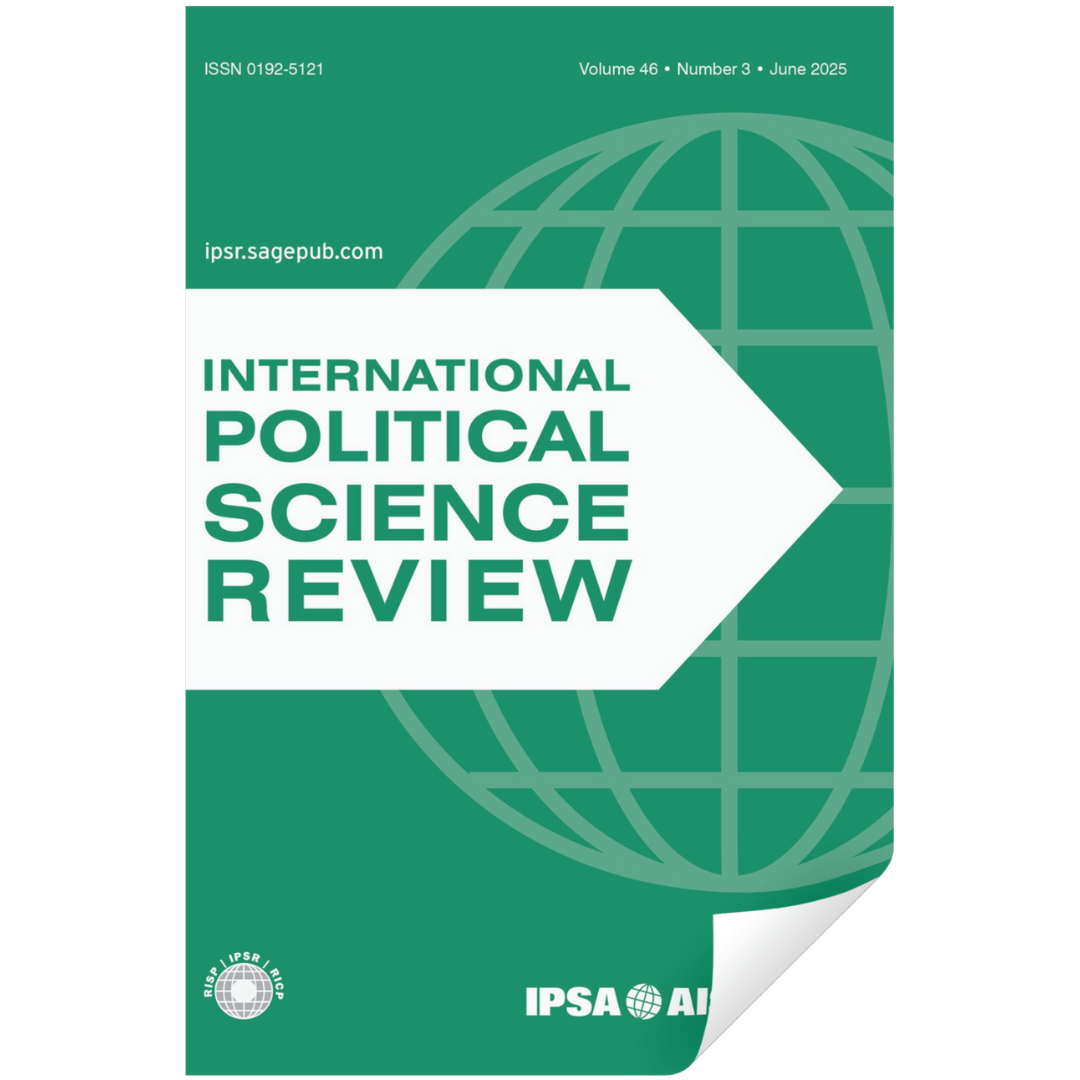 ISSN 0192-5121
Volume 46 • Number 3 • June 2025
ipsr.sagepub.com
INTERNATIONAL
POLITICAL
SCIENCE
REVIEW
RISP | IPSR | RICP
IPSA